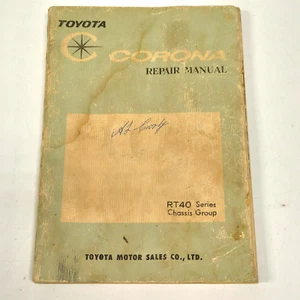 TOYOTA
CORONA
REPAIR MANUAL
RT40 Series
Chassis Group
TOYOTA MOTOR SALES CO., LTD.